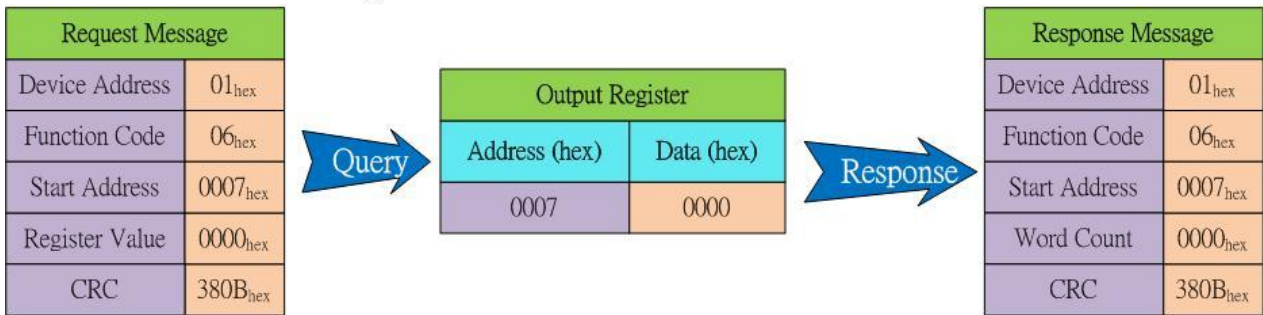 Request Message
Device Address 01hex
Function Code 06hex
Start Address 0007hex
Register Value 0000hex
CRC 380Bhex
Query
Output Register
Address (hex) Data (hex)
0007 0000
Response
Response Message
Device Address 01hex
Function Code 06hex
Start Address 0007hex
Word Count 0000hex
CRC 380Bhex